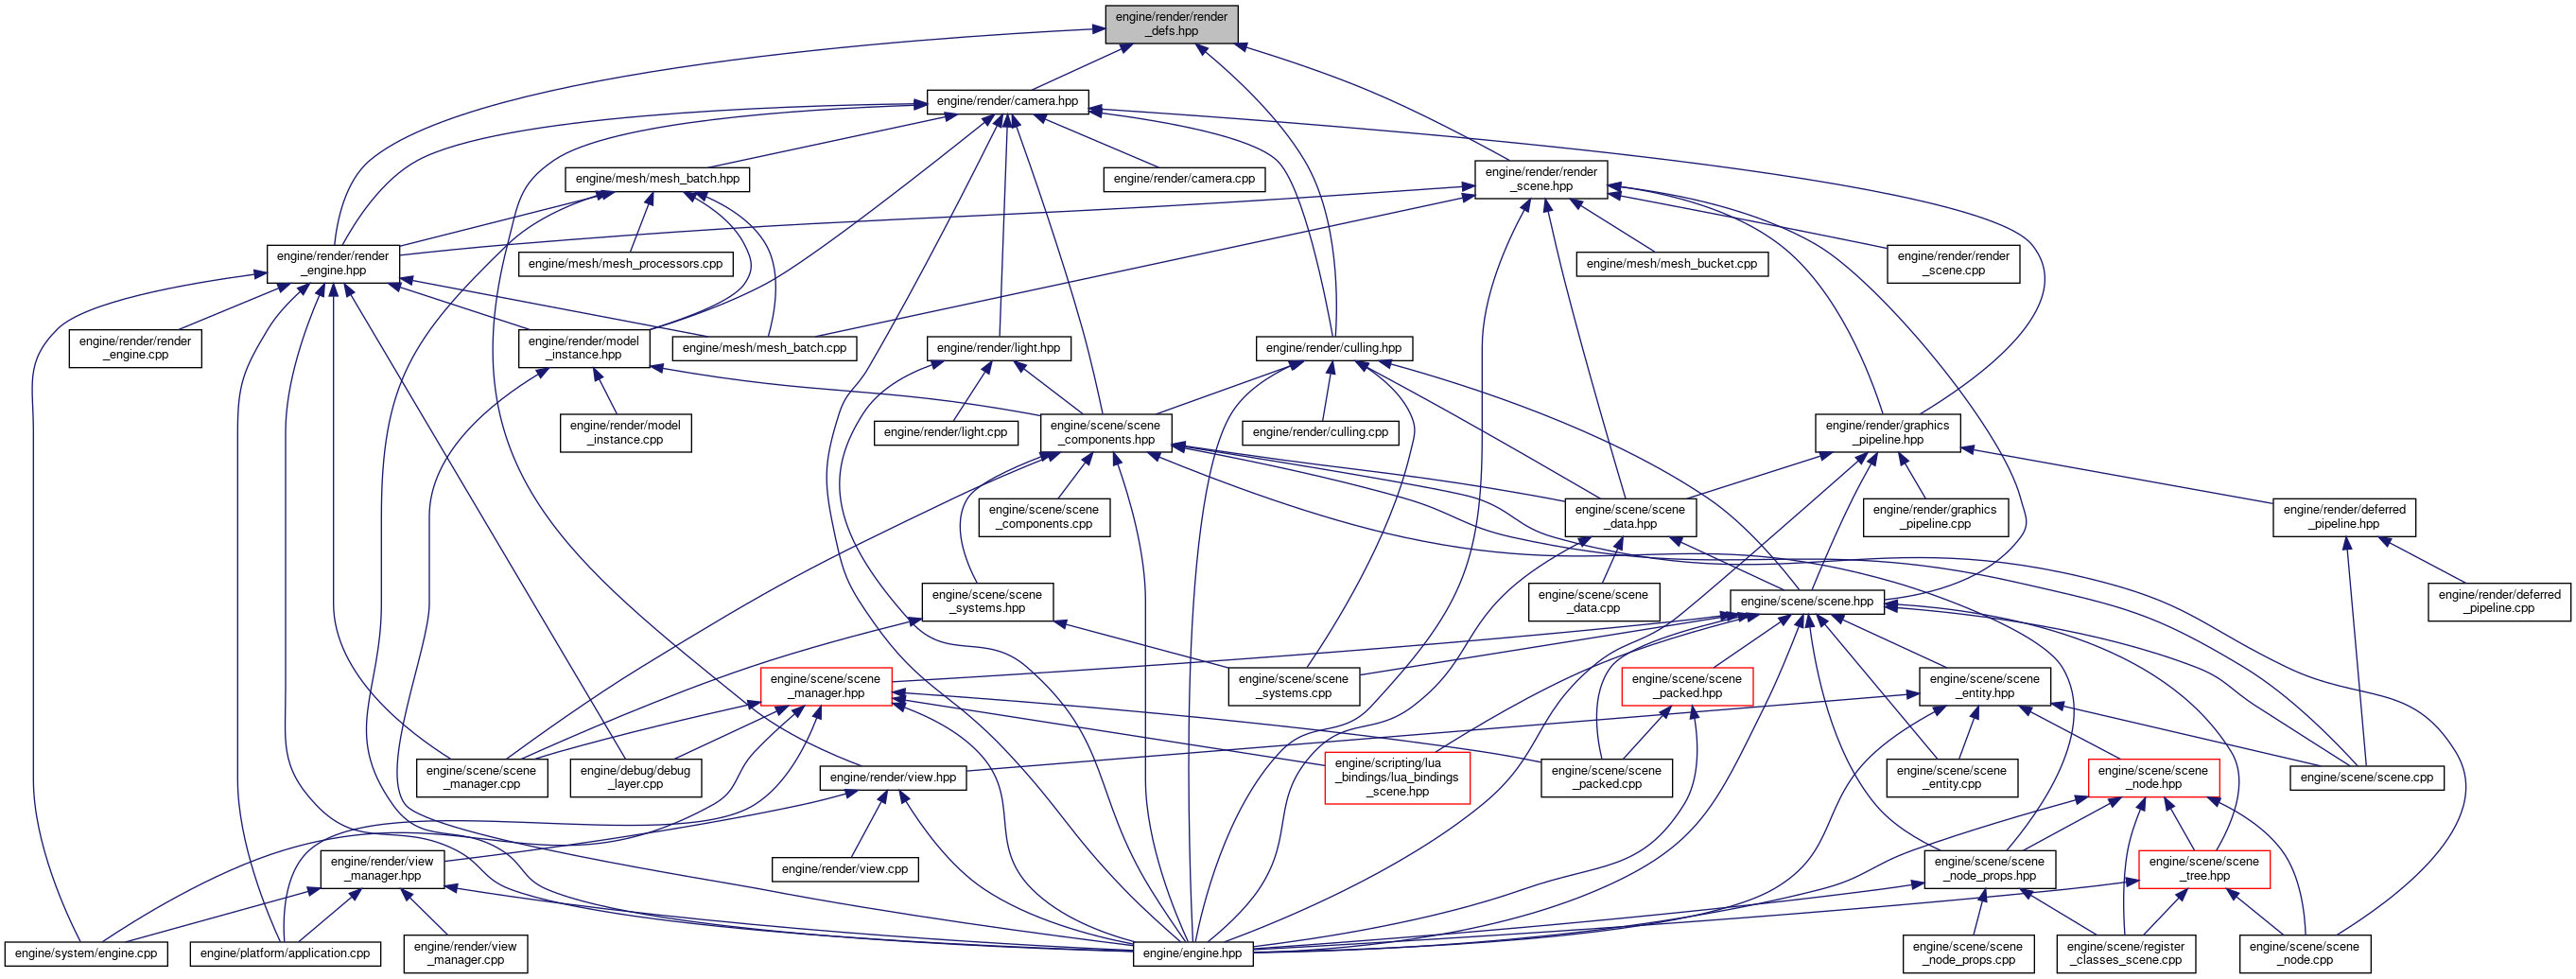 engine/render/render
_defs.hpp
engine/render/camera.hpp
engine/mesh/mesh_batch.hpp
engine/render/camera.cpp
engine/render/render
_scene.hpp
engine/render/render
_engine.hpp
engine/mesh/mesh_processors.cpp
engine/mesh/mesh_bucket.cpp
engine/render/render
_scene.cpp
engine/render/render
_engine.cpp
engine/render/model
_instance.hpp
engine/mesh/mesh_batch.cpp
engine/render/light.hpp
engine/render/culling.hpp
engine/render/model
_instance.cpp
engine/render/light.cpp
engine/scene/scene
_components.hpp
engine/render/culling.cpp
engine/render/graphics
_pipeline.hpp
engine/scene/scene
_components.cpp
engine/scene/scene
_data.hpp
engine/render/graphics
_pipeline.cpp
engine/render/deferred
_pipeline.hpp
engine/scene/scene
_systems.hpp
engine/scene/scene
_data.cpp
engine/scene/scene.hpp
engine/render/deferred
_pipeline.cpp
engine/scene/scene
_manager.hpp
engine/scene/scene
_systems.cpp
engine/scene/scene
_packed.hpp
engine/scene/scene
_entity.hpp
engine/scene/scene
_manager.cpp
engine/debug/debug
_layer.cpp
engine/render/view.hpp
engine/scripting/lua
_bindings/lua_bindings
_scene.hpp
engine/scene/scene
_packed.cpp
engine/scene/scene
_entity.cpp
engine/scene/scene
_node.hpp
engine/scene/scene.cpp
engine/render/view
_manager.hpp
engine/render/view.cpp
engine/scene/scene
_node_props.hpp
engine/scene/scene
_tree.hpp
engine/system/engine.cpp
engine/platform/application.cpp
engine/render/view
_manager.cpp
engine/engine.hpp
engine/scene/scene
_node_props.cpp
engine/scene/register
_classes_scene.cpp
engine/scene/scene
_node.cpp